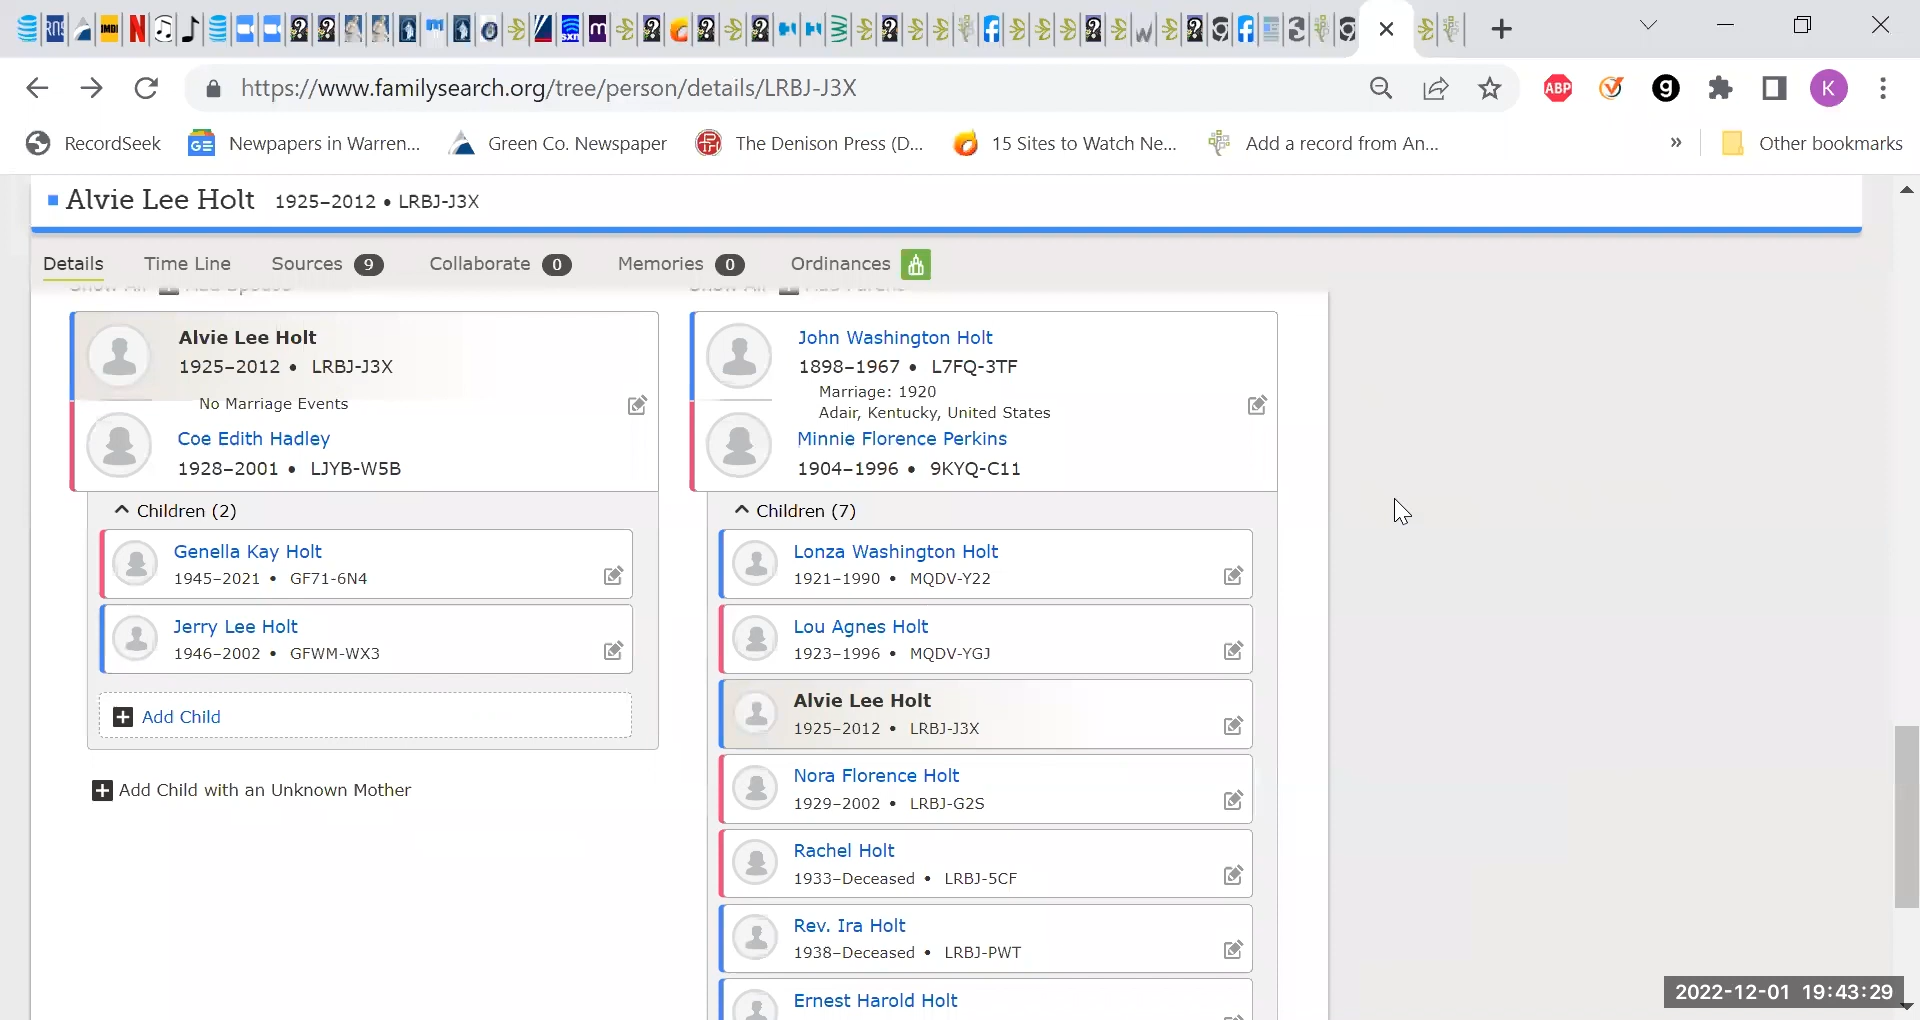 https://www.familysearch.org/tree/person/details/LRBJ-J3X
ABP
K
RecordSeek
Newpapers in Warren...
Green Co. Newspaper
The Denison Press (D...
15 Sites to Watch Ne...
Add a record from An...
»
Other bookmarks
Alvie Lee Holt 1925–2012 • LRBJ-J3X
Details
Time Line
Sources 9
Collaborate 0
Memories 0
Ordinances
Alvie Lee Holt
1925–2012 • LRBJ-J3X
No Marriage Events
Coe Edith Hadley
1928–2001 • LJYB-W5B
Children (2)
Genella Kay Holt
1945–2021 • GF71-6N4
Jerry Lee Holt
1946–2002 • GFWM-WX3
Add Child
Add Child with an Unknown Mother
John Washington Holt
1898–1967 • L7FQ-3TF
Marriage: 1920
Adair, Kentucky, United States
Minnie Florence Perkins
1904–1996 • 9KYQ-C11
Children (7)
Lonza Washington Holt
1921–1990 • MQDV-Y22
Lou Agnes Holt
1923–1996 • MQDV-YGJ
Alvie Lee Holt
1925–2012 • LRBJ-J3X
Nora Florence Holt
1929–2002 • LRBJ-G2S
Rachel Holt
1933–Deceased • LRBJ-5CF
Rev. Ira Holt
1938–Deceased • LRBJ-PWT
Ernest Harold Holt
2022-12-01 19:43:29